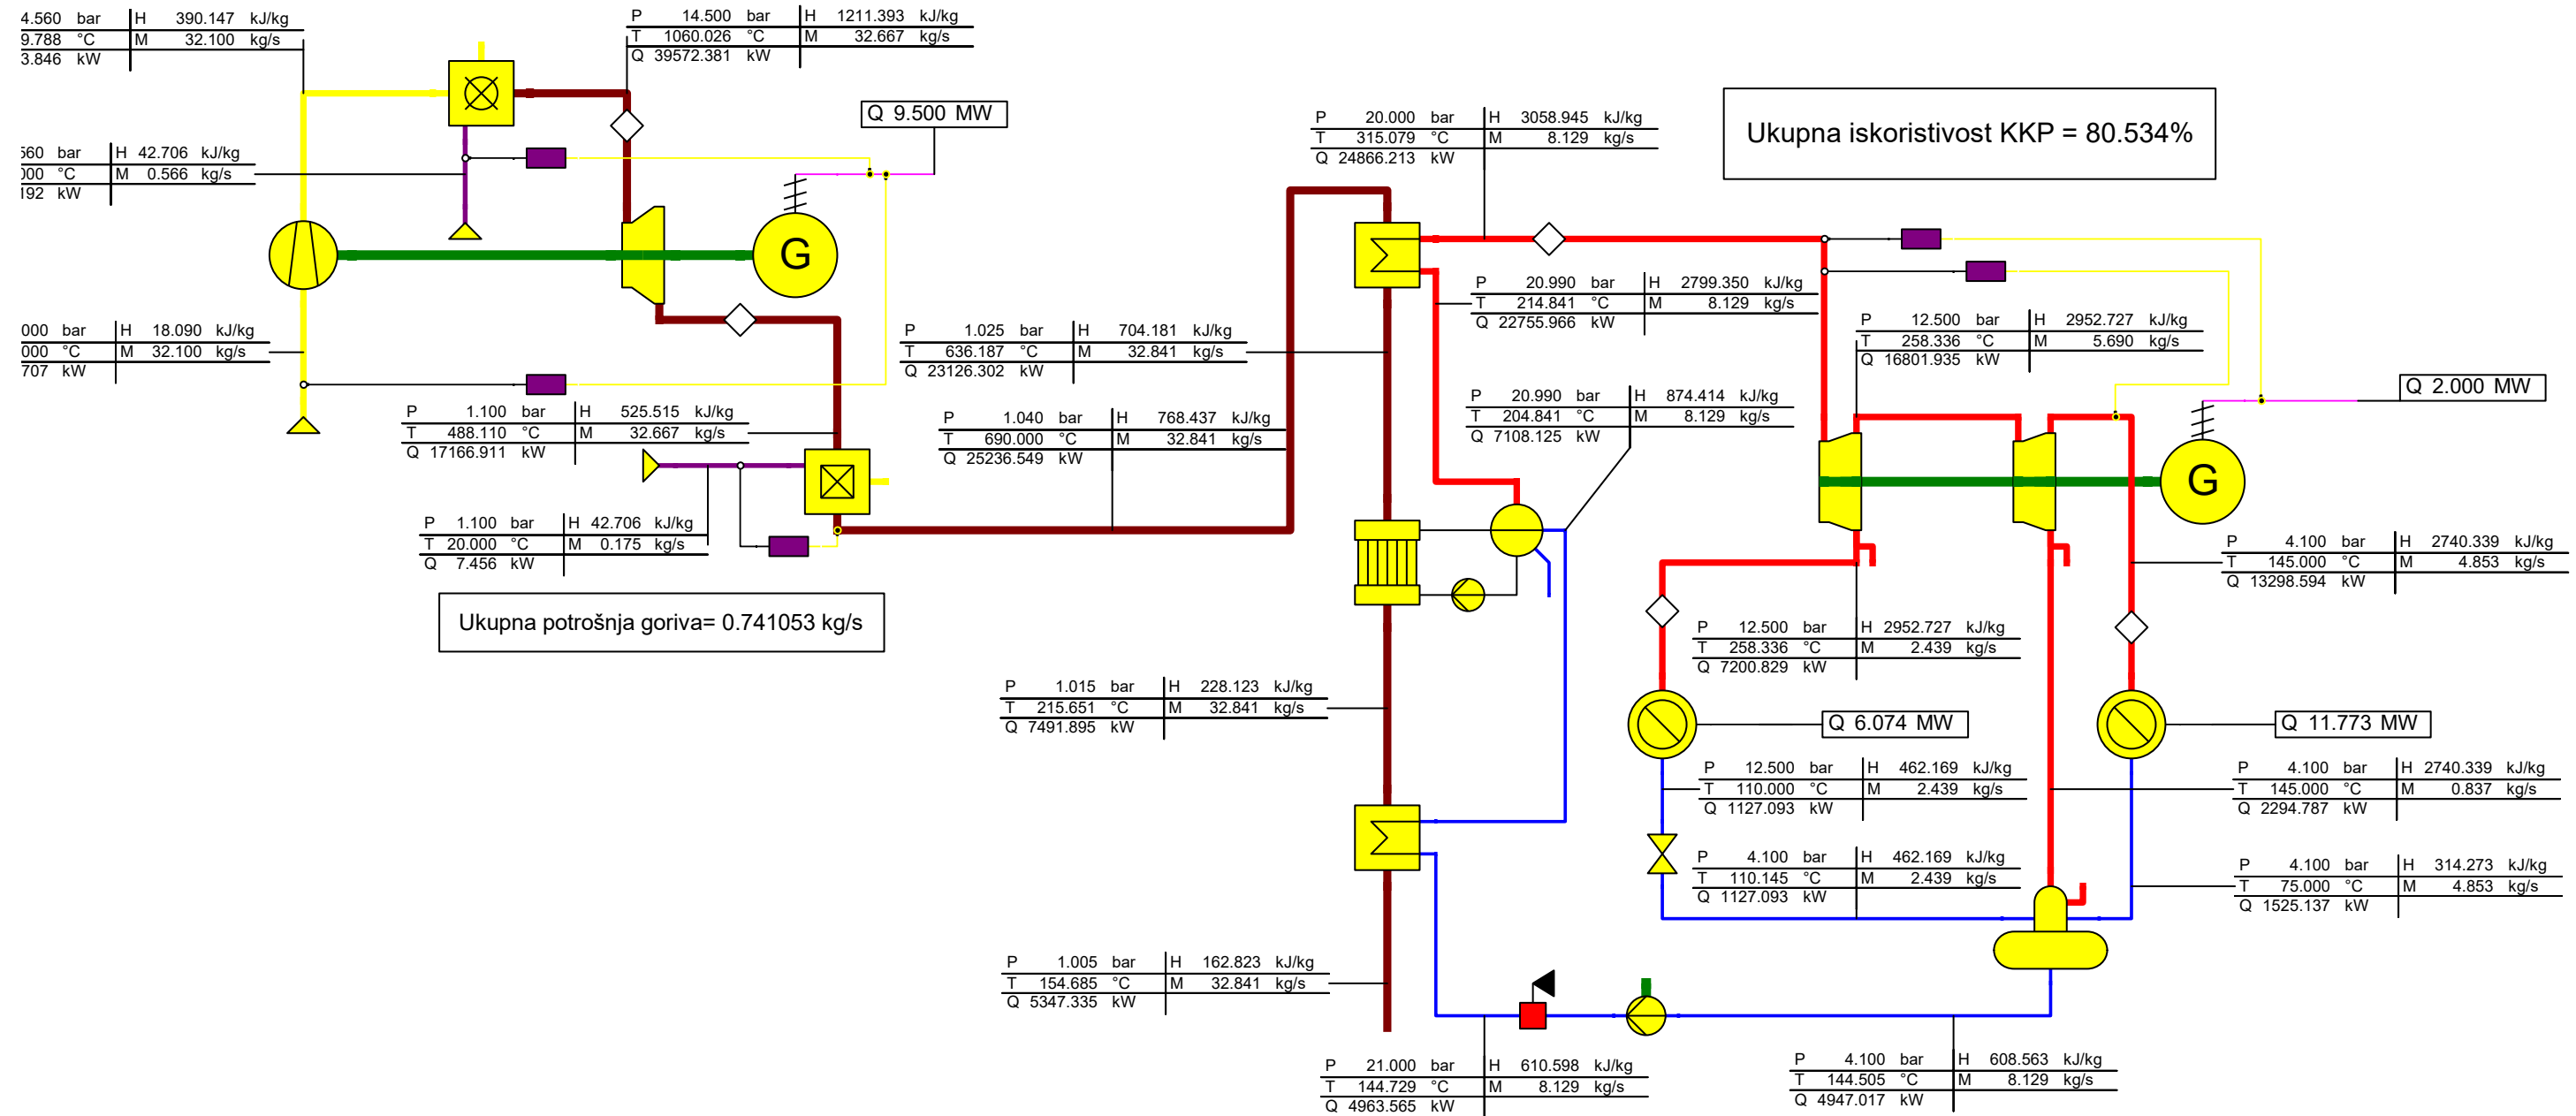 4.560 bar H 390.147 kJ/kg
9.788 °C M 32.100 kg/s
3.846 kW
P 14.500 bar H 1211.393 kJ/kg
T 1060.026 °C M 32.667 kg/s
Q 39572.381 kW
Q 9.500 MW
560 bar H 42.706 kJ/kg
000 °C M 0.566 kg/s
192 kW
G
000 bar H 18.090 kJ/kg
000 °C M 32.100 kg/s
707 kW
P 1.100 bar H 525.515 kJ/kg
T 488.110 °C M 32.667 kg/s
Q 17166.911 kW
P 1.100 bar H 42.706 kJ/kg
T 20.000 °C M 0.175 kg/s
Q 7.456 kW
Ukupna potrošnja goriva= 0.741053 kg/s
P 1.025 bar H 704.181 kJ/kg
T 636.187 °C M 32.841 kg/s
Q 23126.302 kW
P 1.040 bar H 768.437 kJ/kg
T 690.000 °C M 32.841 kg/s
Q 25236.549 kW
P 1.015 bar H 228.123 kJ/kg
T 215.651 °C M 32.841 kg/s
Q 7491.895 kW
P 1.005 bar H 162.823 kJ/kg
T 154.685 °C M 32.841 kg/s
Q 5347.335 kW
P 20.000 bar H 3058.945 kJ/kg
T 315.079 °C M 8.129 kg/s
Q 24866.213 kW
Ukupna iskoristivost KKP = 80.534%
P 20.990 bar H 2799.350 kJ/kg
T 214.841 °C M 8.129 kg/s
Q 22755.966 kW
P 20.990 bar H 874.414 kJ/kg
T 204.841 °C M 8.129 kg/s
Q 7108.125 kW
P 12.500 bar H 2952.727 kJ/kg
T 258.336 °C M 5.690 kg/s
Q 16801.935 kW
Q 2.000 MW
G
P 4.100 bar H 2740.339 kJ/kg
T 145.000 °C M 4.853 kg/s
Q 13298.594 kW
P 12.500 bar H 2952.727 kJ/kg
T 258.336 °C M 2.439 kg/s
Q 7200.829 kW
Q 6.074 MW
Q 11.773 MW
P 12.500 bar H 462.169 kJ/kg
T 110.000 °C M 2.439 kg/s
Q 1127.093 kW
P 4.100 bar H 2740.339 kJ/kg
T 145.000 °C M 0.837 kg/s
Q 2294.787 kW
P 4.100 bar H 462.169 kJ/kg
T 110.145 °C M 2.439 kg/s
Q 1127.093 kW
P 4.100 bar H 314.273 kJ/kg
T 75.000 °C M 4.853 kg/s
Q 1525.137 kW
P 21.000 bar H 610.598 kJ/kg
T 144.729 °C M 8.129 kg/s
Q 4963.565 kW
P 4.100 bar H 608.563 kJ/kg
T 144.505 °C M 8.129 kg/s
Q 4947.017 kW